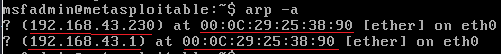 msfadmin@metasploitable:~$ arp -a
? (192.168.43.230) at 00:0C:29:25:38:90 [ether] on eth0
? (192.168.43.1) at 00:0C:29:25:38:90 [ether] on eth0